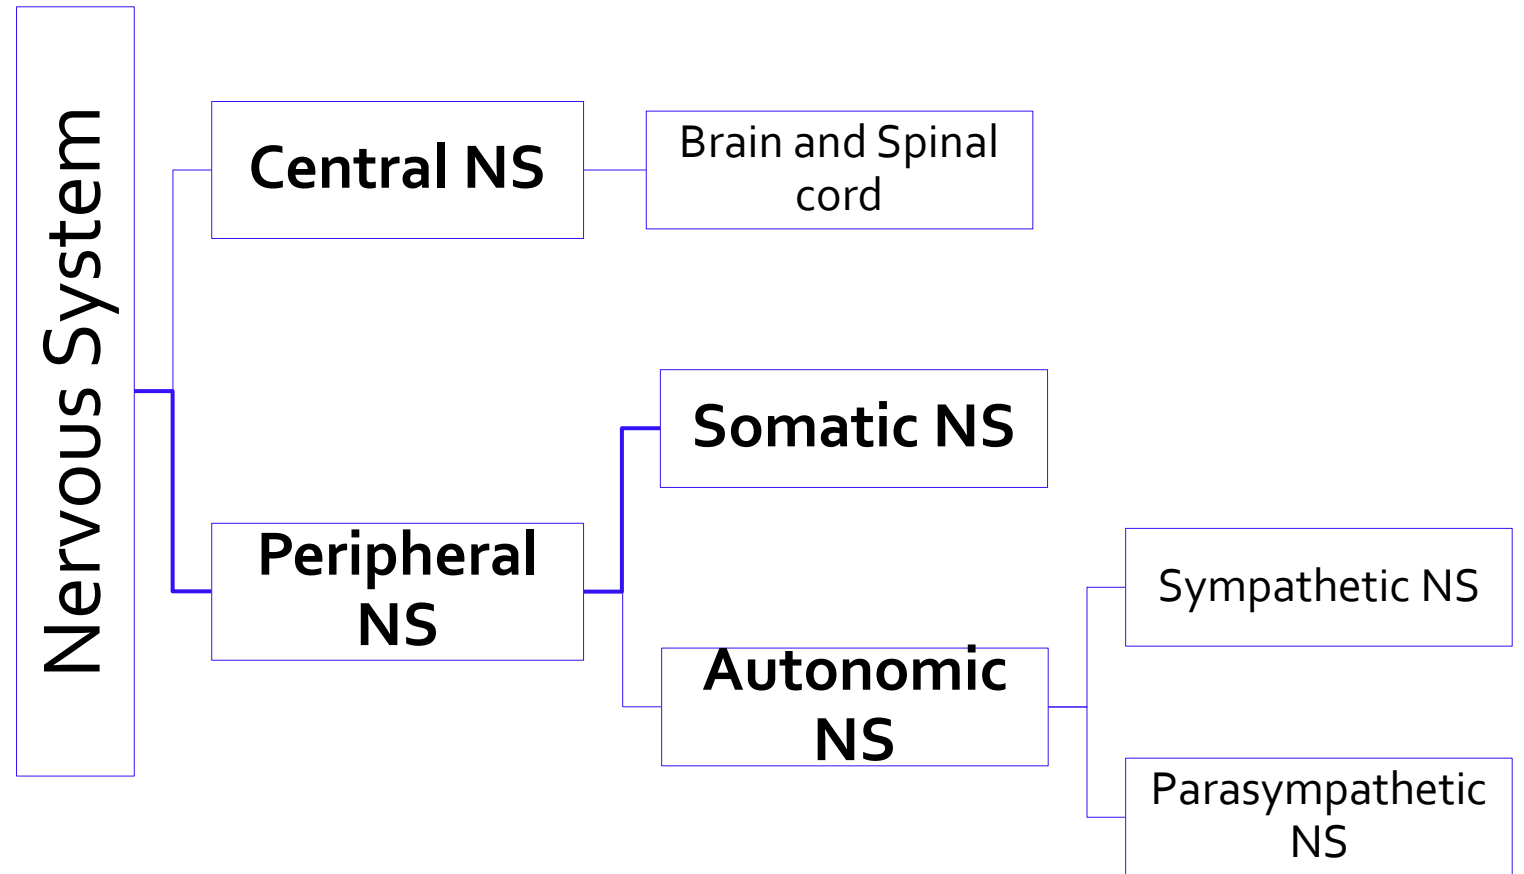 Nervous System
Central NS
Brain and Spinal
cord
Somatic NS
Peripheral
NS
Sympathetic NS
Autonomic
NS
Parasympathetic
NS